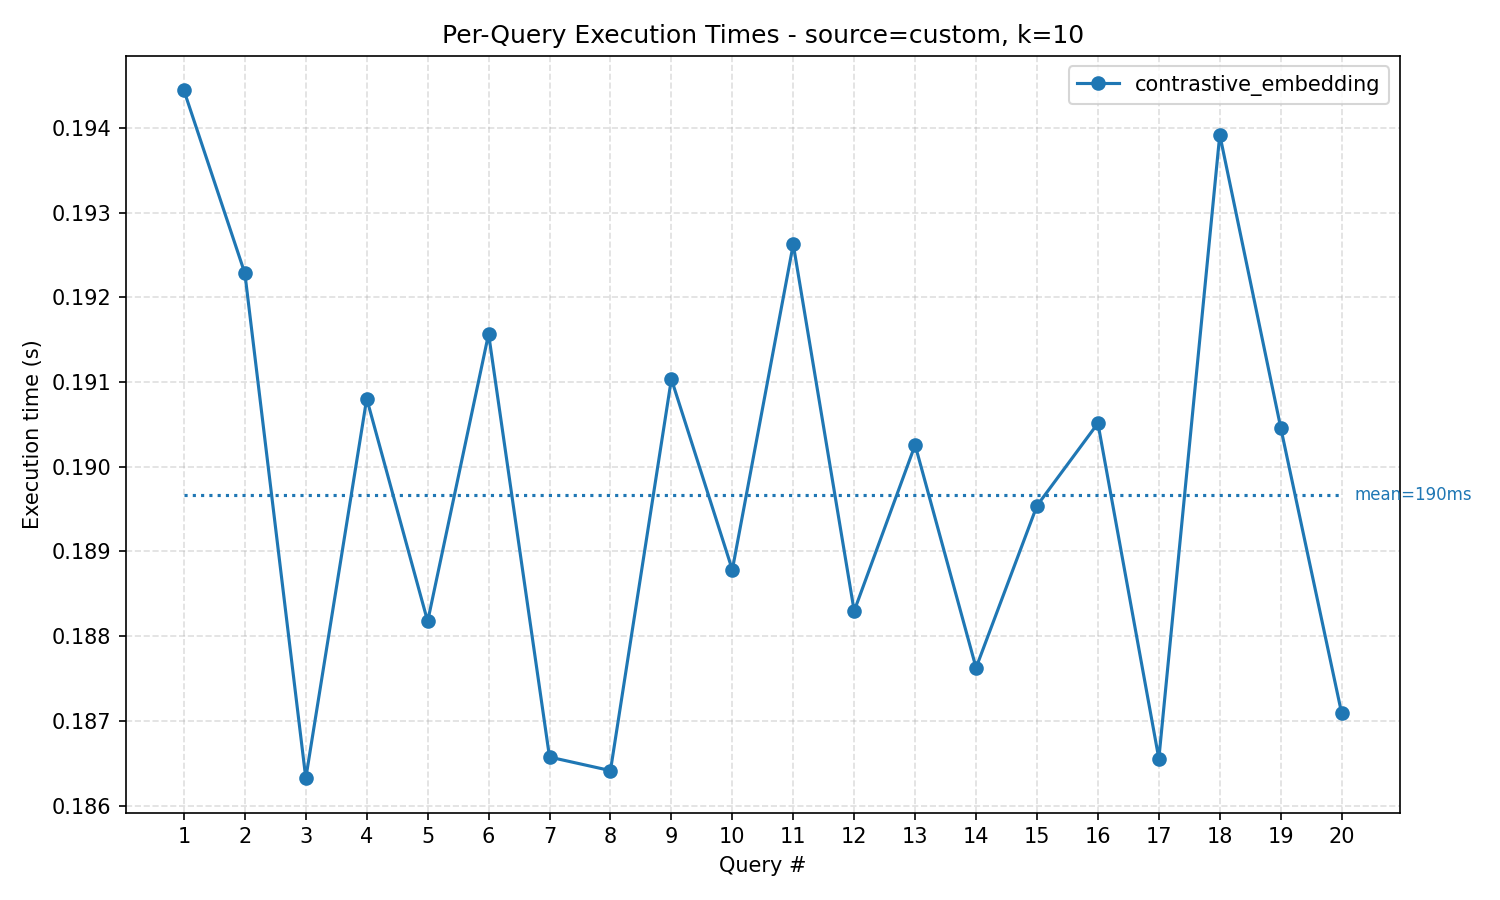 Per-Query Execution Times - source=custom, k=10
contrastive_embedding
0.194
0.193
0.192
0.191
0.190
0.189
0.188
0.187
0.186
Execution time (s)
mean=190ms
1 2 3 4 5 6 7 8 9 10 11 12 13 14 15 16 17 18 19 20
Query #